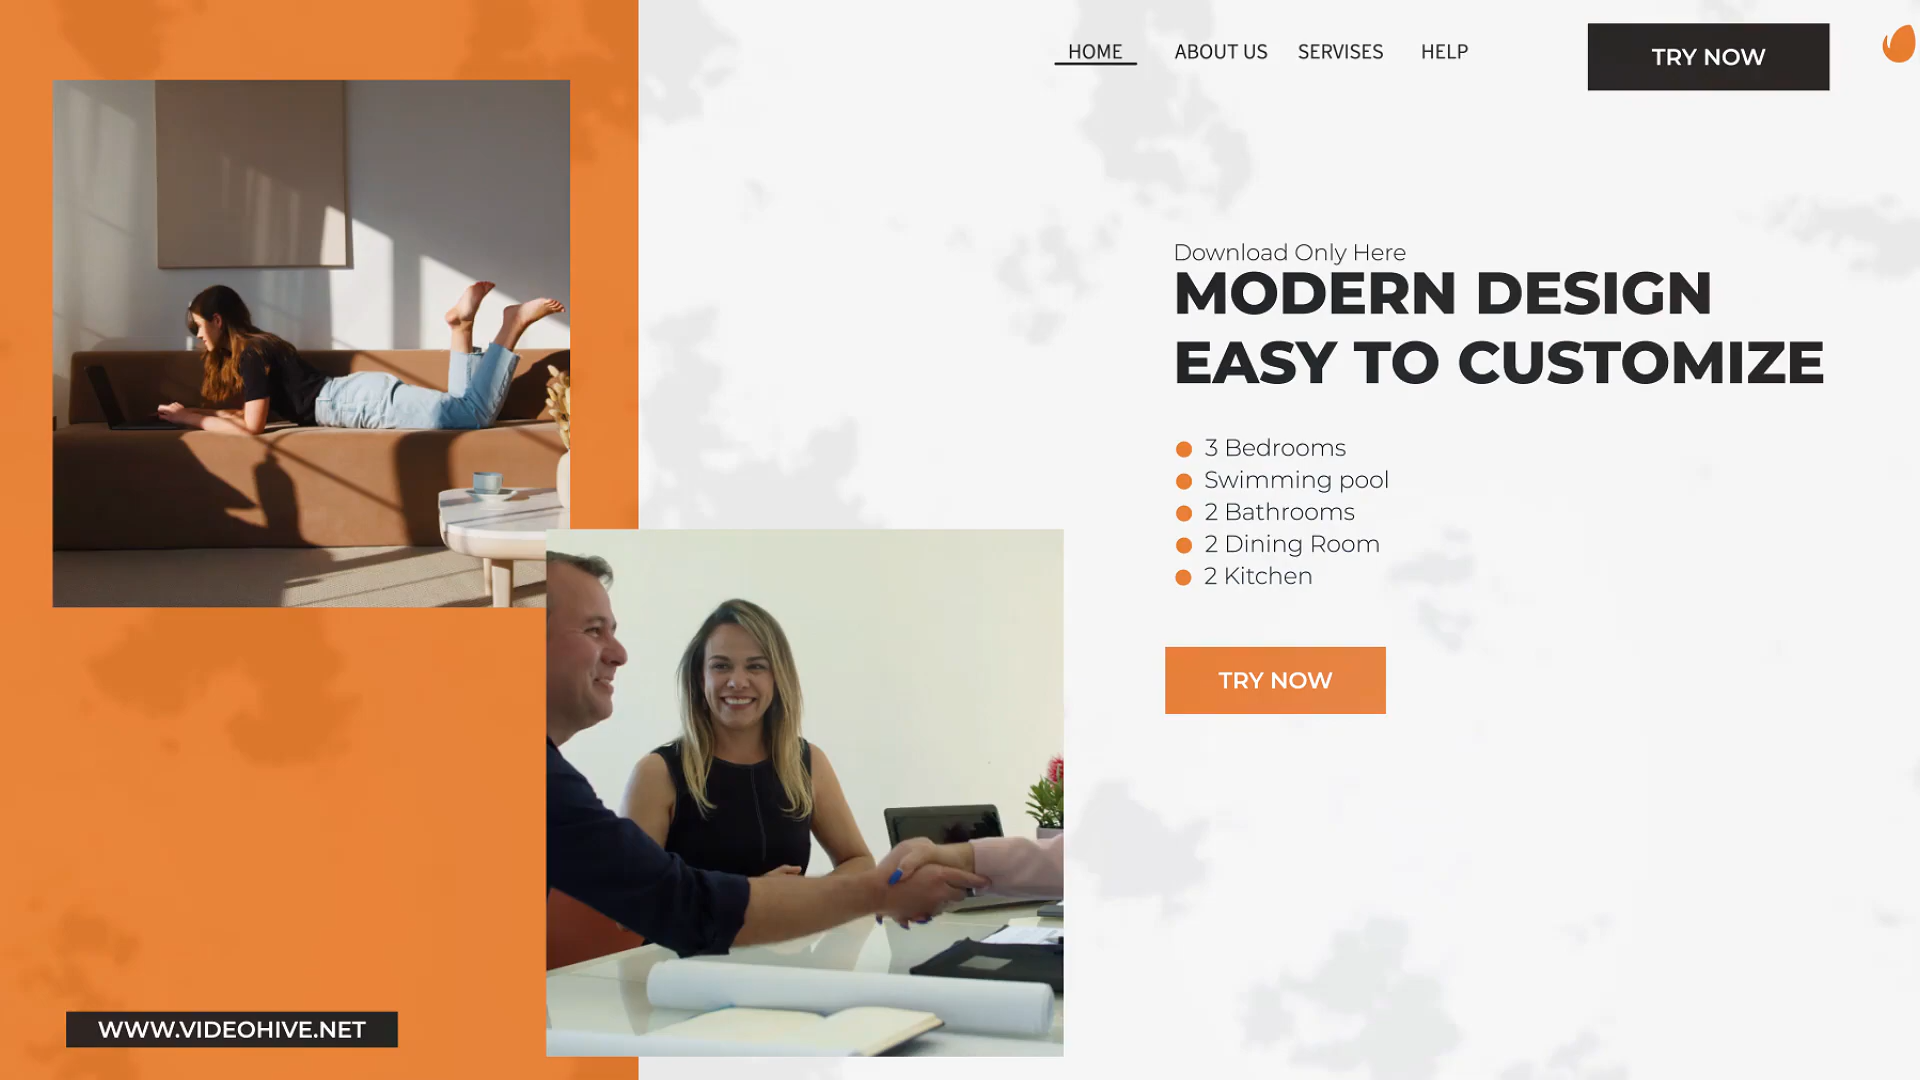 HOME
ABOUT US
SERVISES
HELP
TRY NOW
Download Only Here
MODERN DESIGN
EASY TO CUSTOMIZE
3 Bedrooms
Swimming pool
2 Bathrooms
2 Dining Room
2 Kitchen
TRY NOW
WWW.VIDEOHIVE.NET